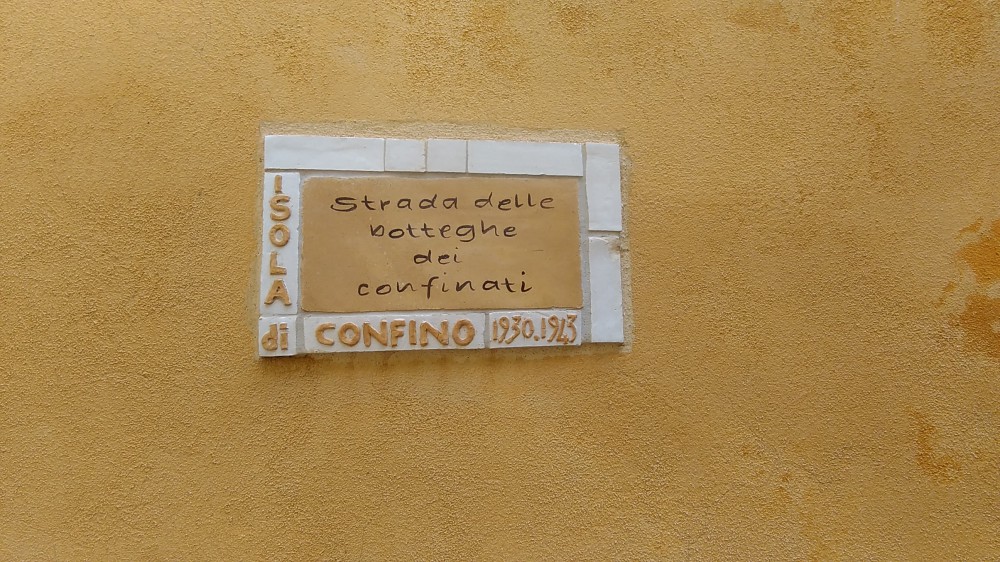 Strada delle
botteghe
dei
confinati
ISOLA
di CONFINO 1930.1943